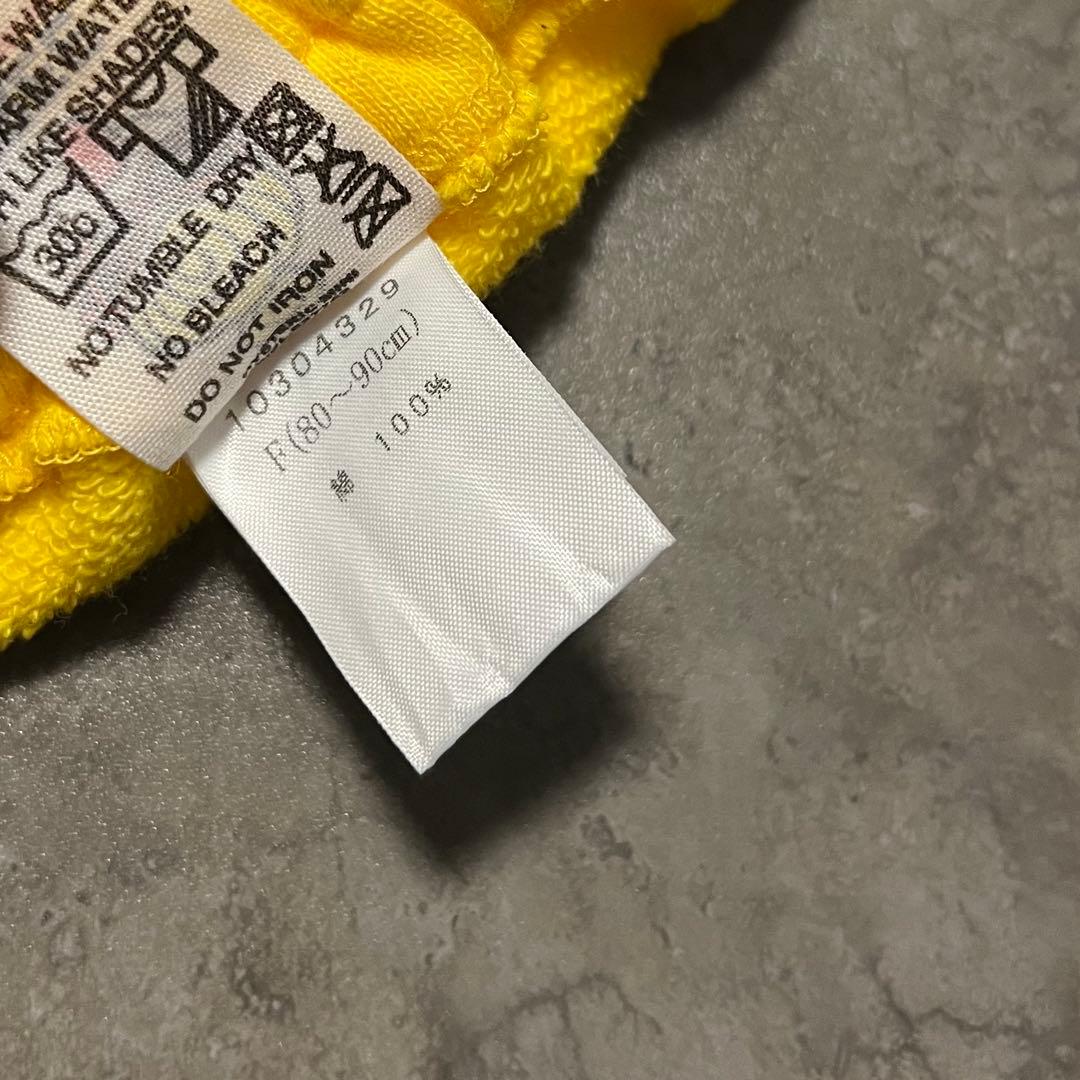 ARM WATE
LIKE SHADES.
30°
NO TUMBLE DRY
NO BLEACH
DO NOT IRON
10304329
F(80～90㎝)
綿 100%